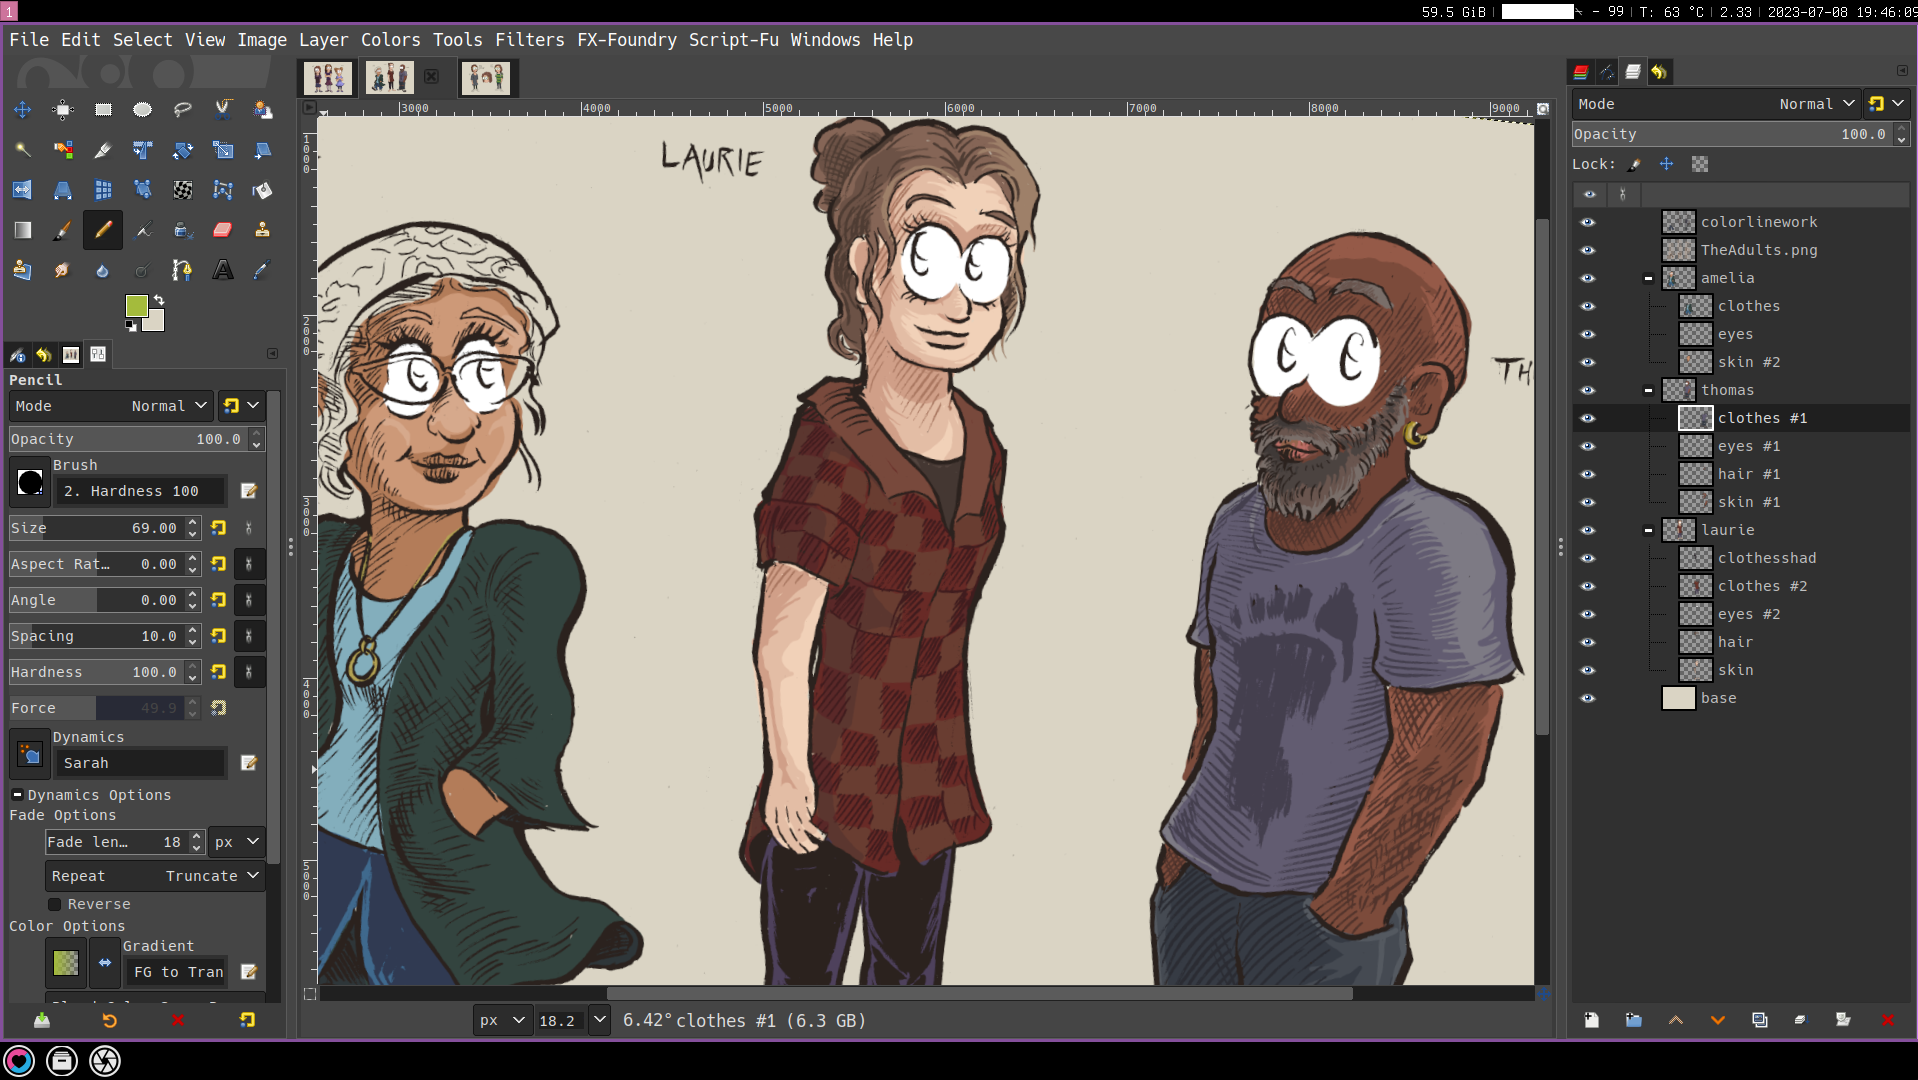 1
59.5 GiB - 99 T: 63 °C 2.33 2023-07-08 19:46:09
File Edit Select View Image Layer Colors Tools Filters FX-Foundry Script-Fu Windows Help
3000 4000 5000 6000 7000 8000 9000
1000
2000
3000
4000
5000
LAURIE
TH
Pencil
Mode Normal
Opacity 100.0
Brush
2. Hardness 100
Size 69.00
Aspect Rat… 0.00
Angle 0.00
Spacing 10.0
Hardness 100.0
Force 49.9
Dynamics
Sarah
Dynamics Options
Fade Options
Fade len… 18 px
Repeat Truncate
Reverse
Color Options
Gradient
FG to Tran
px 18.2 6.42° clothes #1 (6.3 GB)
Mode Normal
Opacity 100.0
Lock:
colorlinework
TheAdults.png
amelia
clothes
eyes
skin #2
thomas
clothes #1
eyes #1
hair #1
skin #1
laurie
clothesshad
clothes #2
eyes #2
hair
skin
base